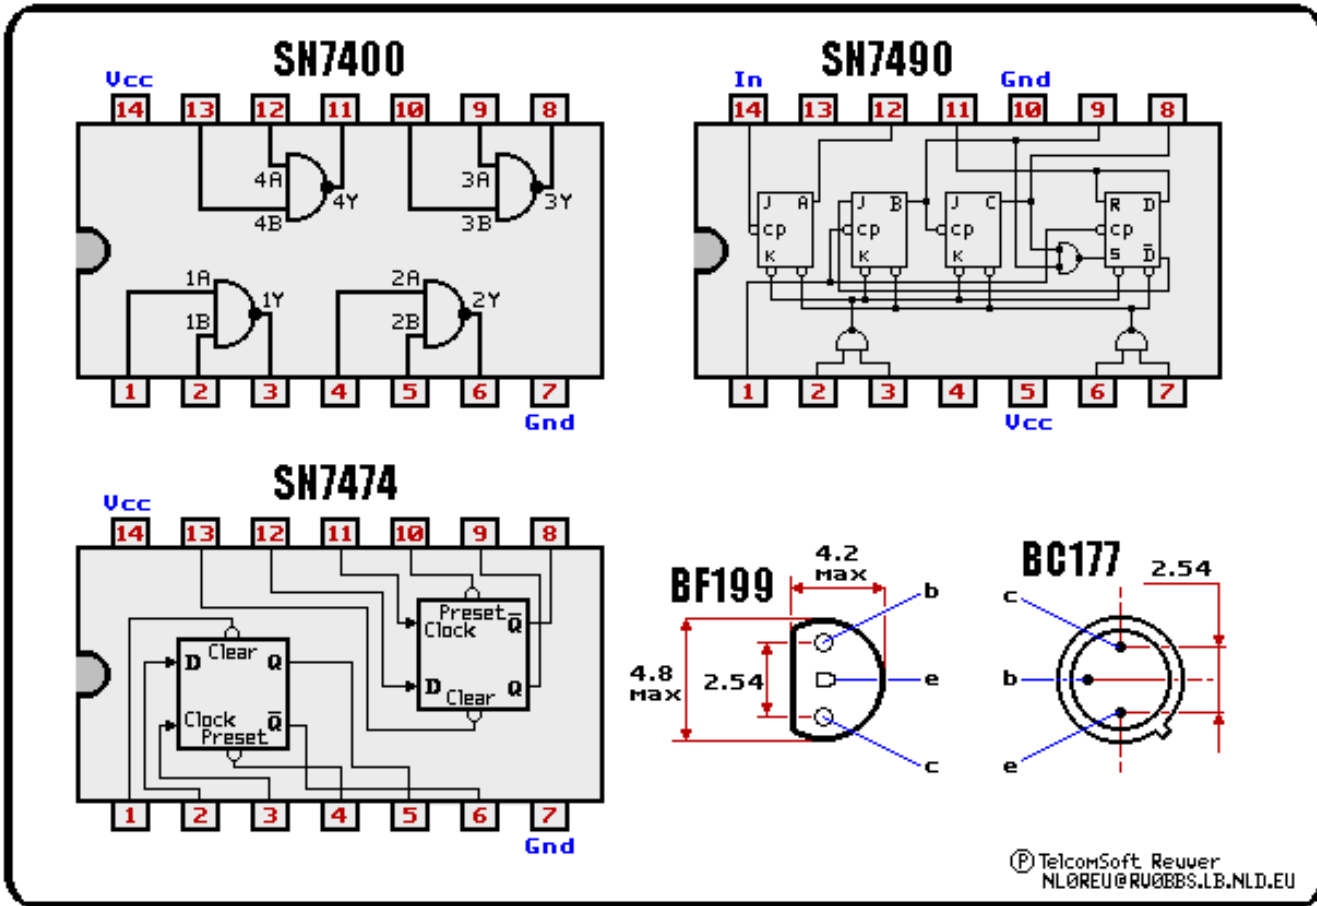 SN7400
Vcc
14 13 12 11 10 9 8
4A 4Y 3A 3Y
4B 3B
1A 1Y 2A 2Y
1B 2B
1 2 3 4 5 6 7
Gnd
SN7490
In Gnd
14 13 12 11 10 9 8
J A J B J C R D
cp cp cp cp
K K K S D̅
1 2 3 4 5 6 7
Vcc
SN7474
Vcc
14 13 12 11 10 9 8
Preset Q̅
Clock
D Clear Q
Clear
D Q
Clock Q̅
Preset
1 2 3 4 5 6 7
Gnd
BF199
4.2
max
b
4.8
max
2.54
e
c
BC177
2.54
c
b
e
Ⓟ TelcomSoft Reuver
NL0REU@RU0BBS.LB.NLD.EU